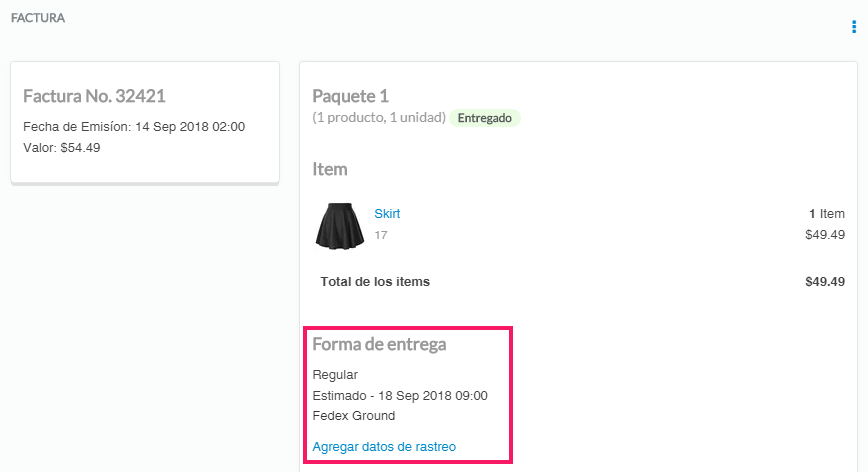 FACTURA
Factura No. 32421
Fecha de Emisíon: 14 Sep 2018 02:00
Valor: $54.49
Paquete 1
(1 producto, 1 unidad) Entregado
Item
Skirt
1 Item
17
$49.49
Total de los items
$49.49
Forma de entrega
Regular
Estimado - 18 Sep 2018 09:00
Fedex Ground
Agregar datos de rastreo